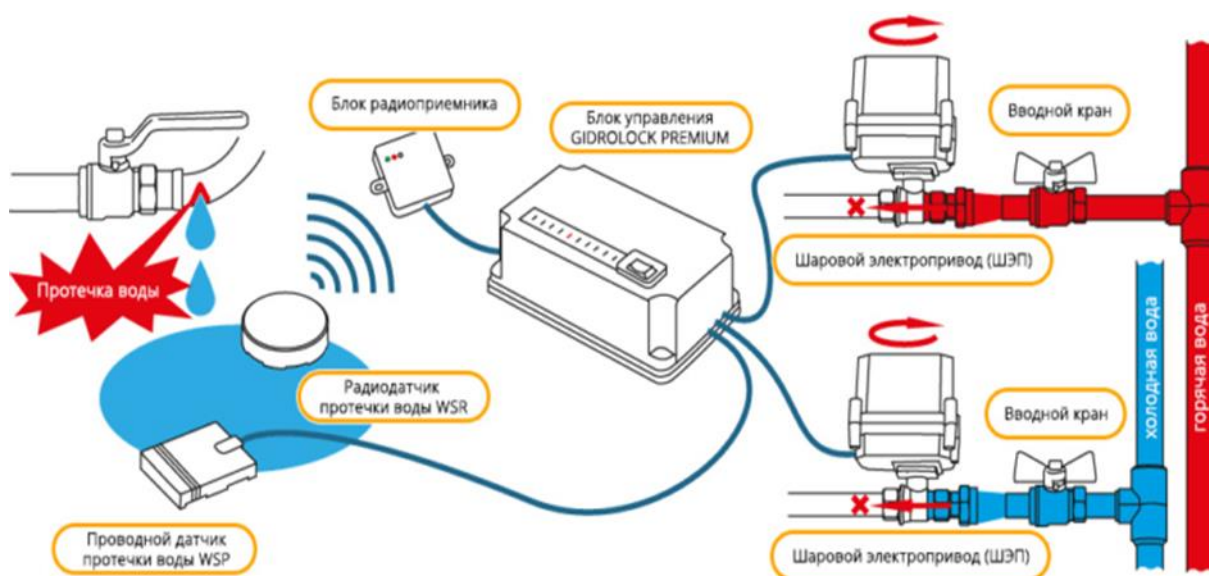 Блок радиоприемника
Блок управления
GIDROLOCK PREMIUM
Вводной кран
Протечка воды
Шаровой электропривод (ШЭП)
Радиодатчик
протечки воды WSR
Вводной кран
холодная вода
горячая вода
Проводной датчик
протечки воды WSP
Шаровой электропривод (ШЭП)